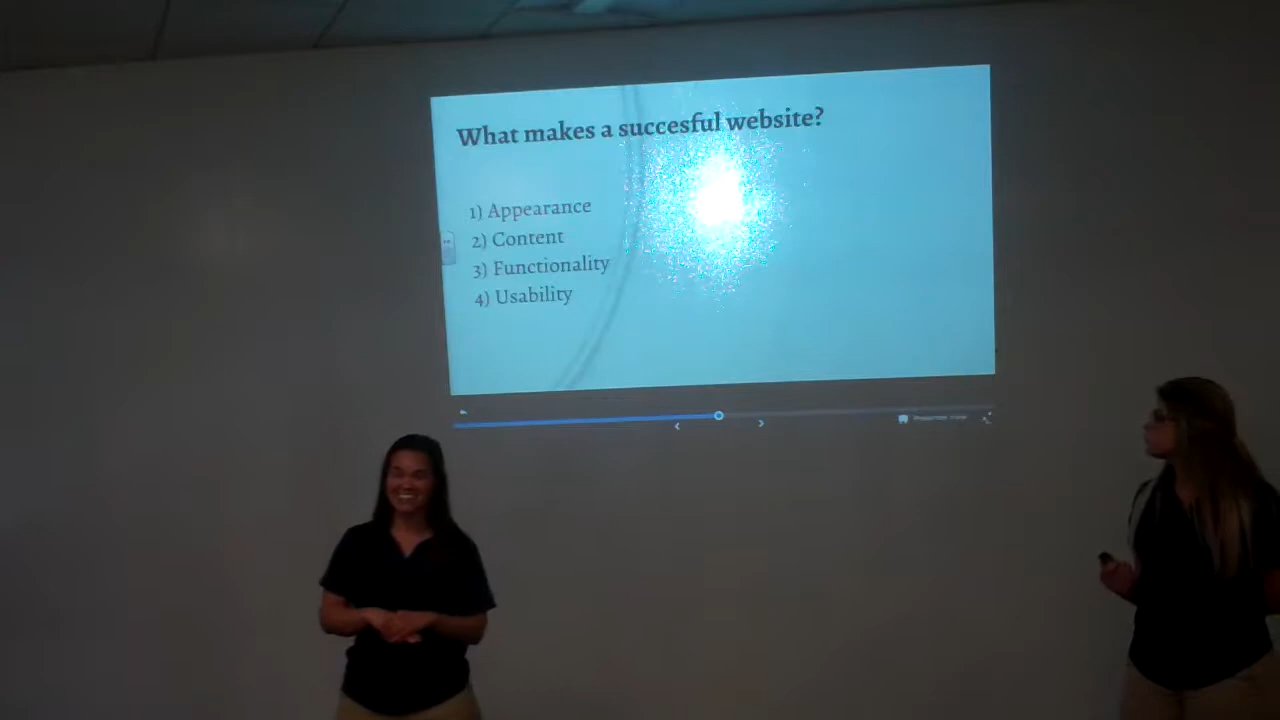 What makes a succesful website?
1) Appearance
2) Content
3) Functionality
4) Usability